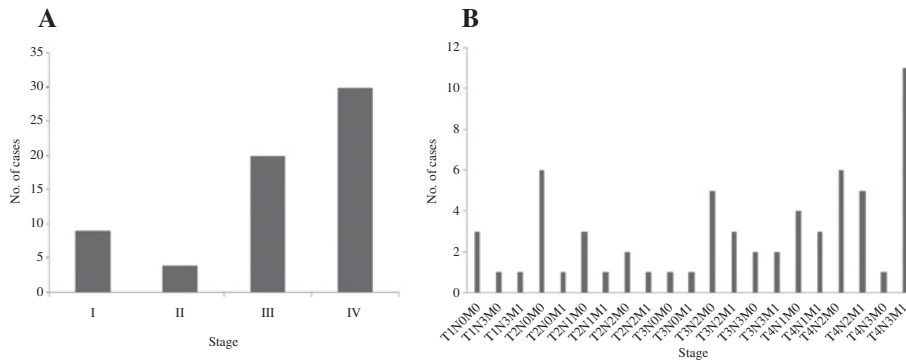 A
35
30
25
20
15
10
5
0
No. of cases
I II III IV
Stage
B
12
10
8
6
4
2
0
No. of cases
T1N0M0 T1N3M0 T1N3M1 T2N0M0 T2N0M1 T2N1M0 T2N1M1 T2N2M0 T2N2M1 T3N0M0 T3N0M1 T3N2M0 T3N2M1 T3N3M0 T3N3M1 T4N1M0 T4N1M1 T4N2M0 T4N2M1 T4N3M0 T4N3M1
Stage